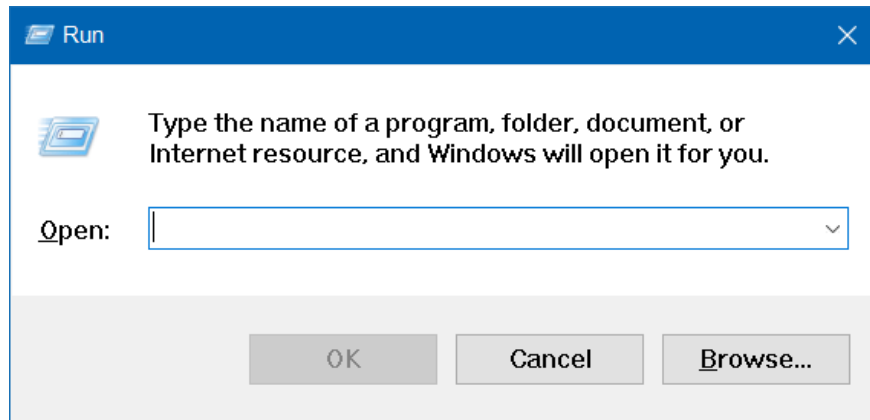 Run
Type the name of a program, folder, document, or
Internet resource, and Windows will open it for you.
Open:
OK Cancel Browse...